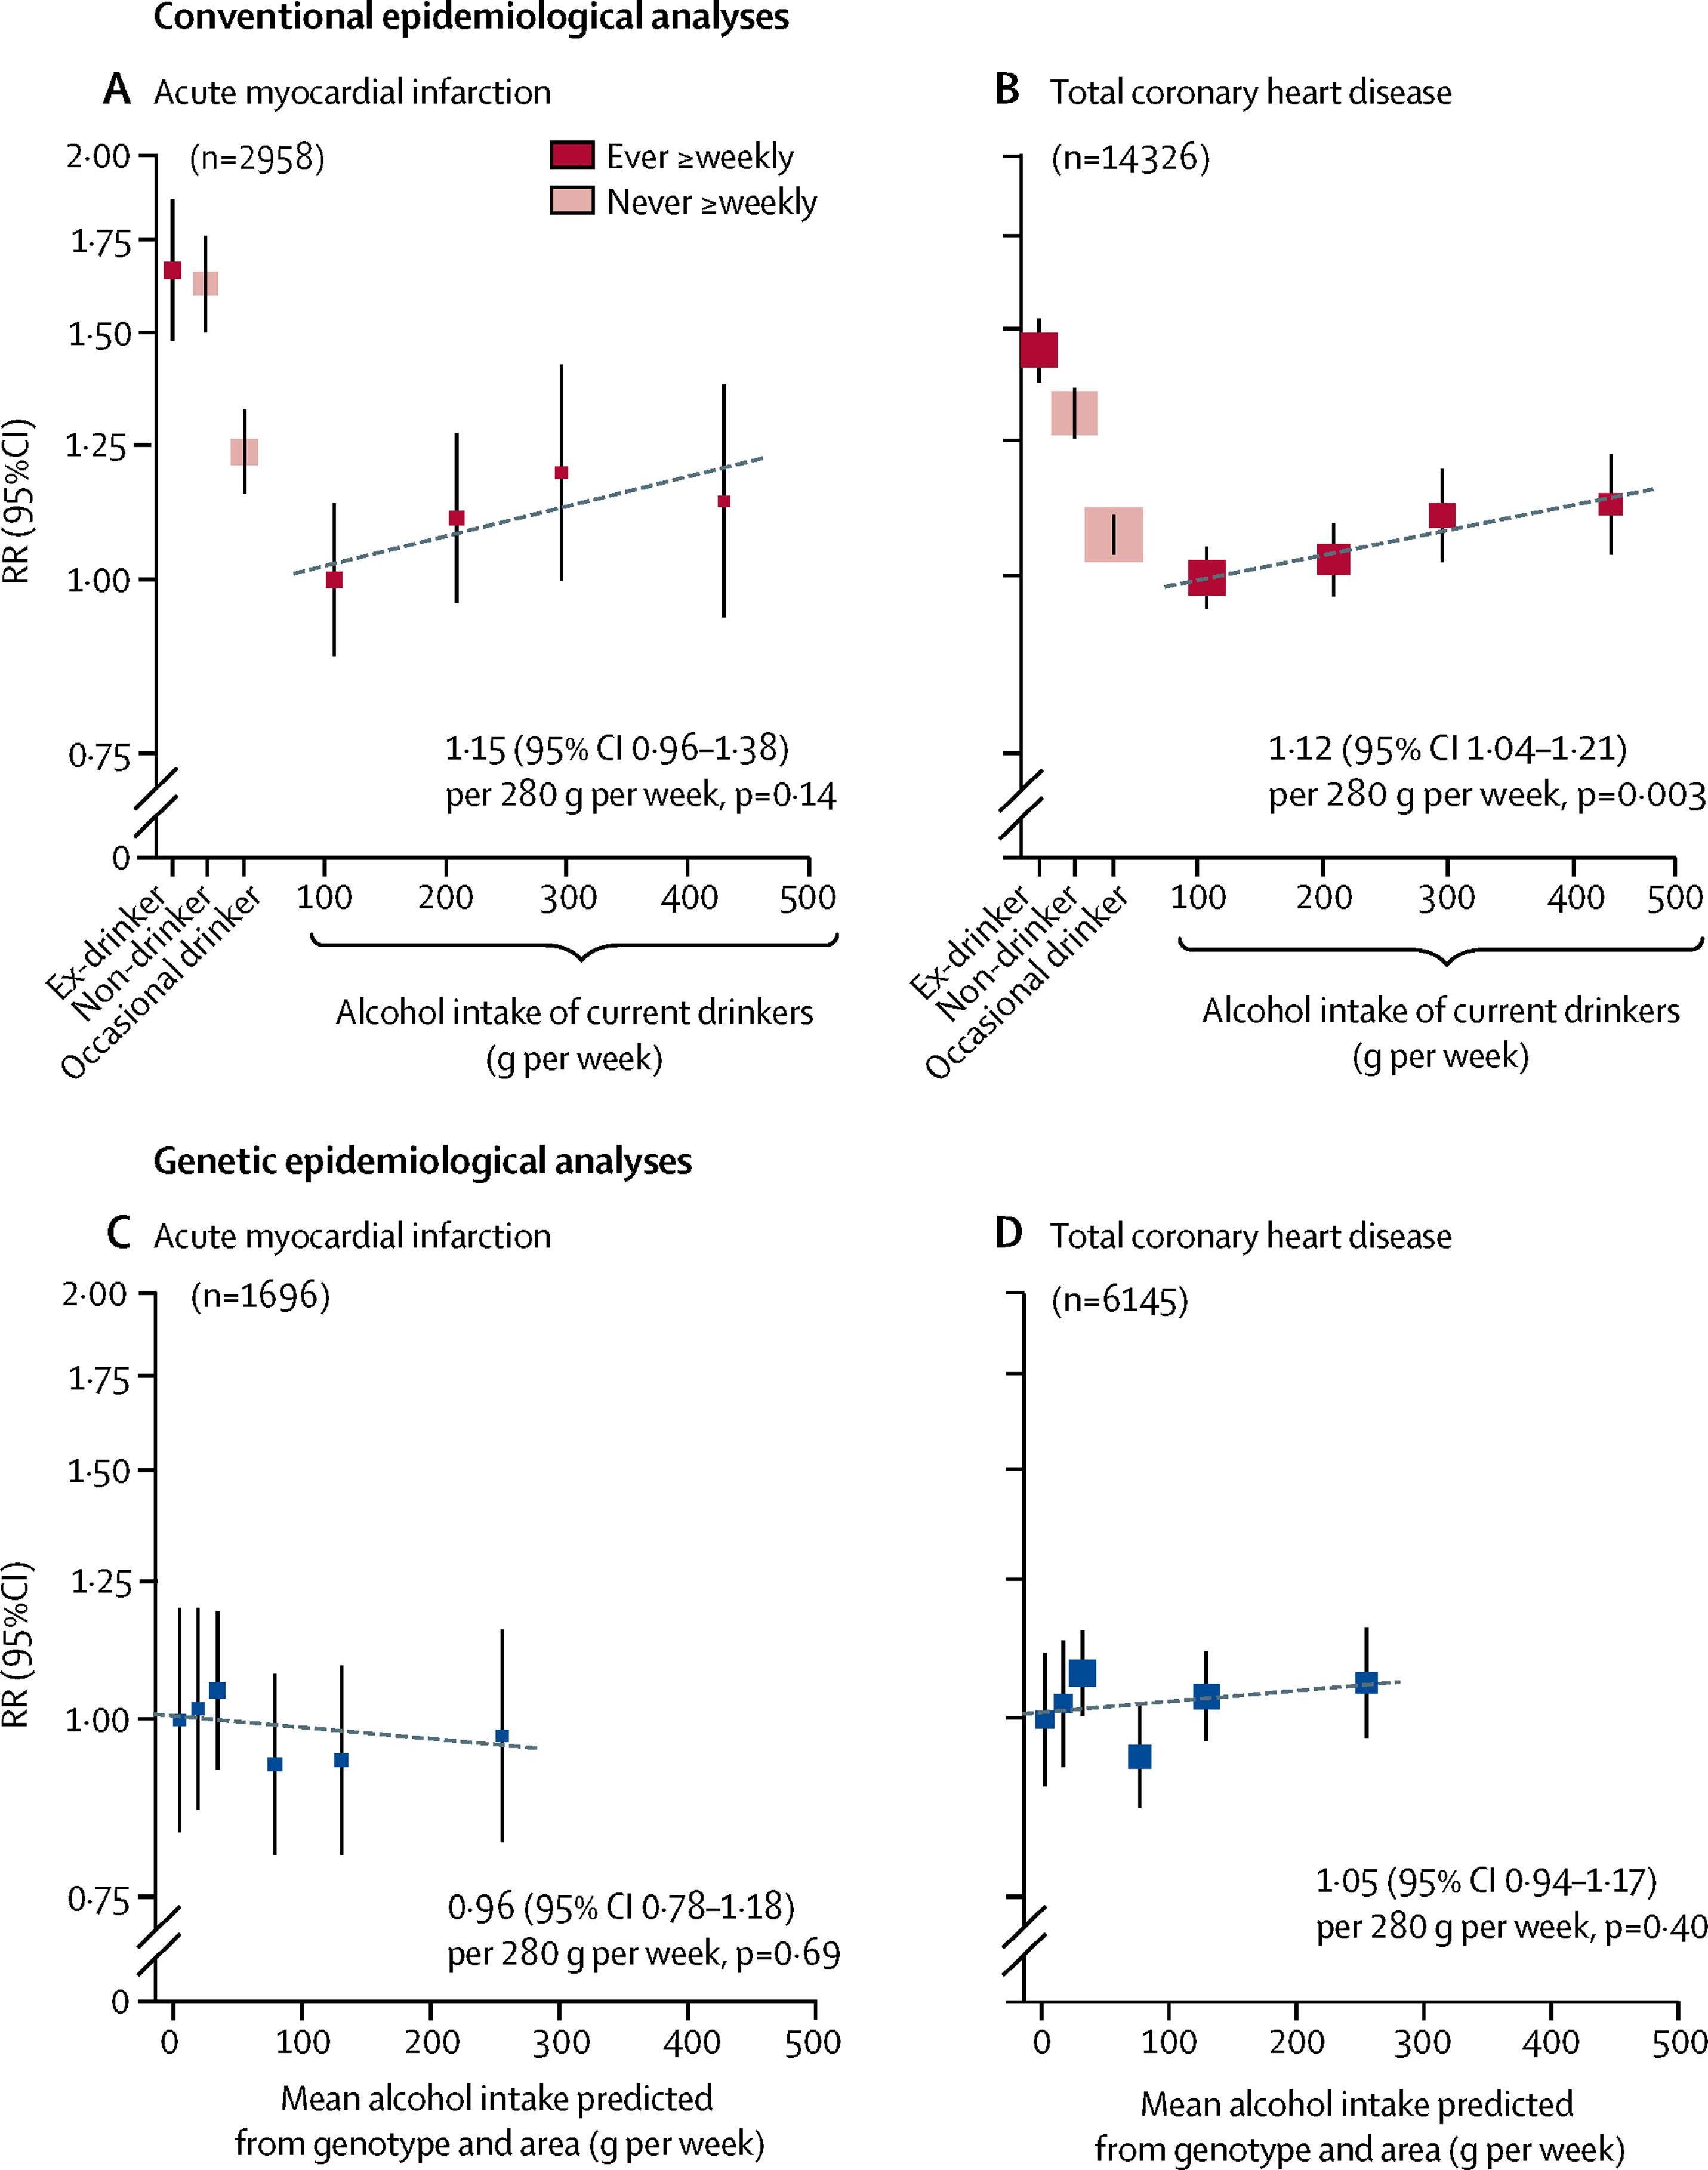 Conventional epidemiological analyses
A Acute myocardial infarction
(n=2958)
Ever ≥weekly
Never ≥weekly
2·00
1·75
1·50
1·25
1·00
0·75
0
RR (95%CI)
1·15 (95% CI 0·96–1·38)
per 280 g per week, p=0·14
Ex-drinker
Non-drinker
Occasional drinker
100 200 300 400 500
Alcohol intake of current drinkers
(g per week)
B Total coronary heart disease
(n=14326)
1·12 (95% CI 1·04–1·21)
per 280 g per week, p=0·003
Ex-drinker
Non-drinker
Occasional drinker
100 200 300 400 500
Alcohol intake of current drinkers
(g per week)
Genetic epidemiological analyses
C Acute myocardial infarction
(n=1696)
2·00
1·75
1·50
1·25
1·00
0·75
0
RR (95%CI)
0·96 (95% CI 0·78–1·18)
per 280 g per week, p=0·69
0 100 200 300 400 500
Mean alcohol intake predicted
from genotype and area (g per week)
D Total coronary heart disease
(n=6145)
1·05 (95% CI 0·94–1·17)
per 280 g per week, p=0·40
0 100 200 300 400 500
Mean alcohol intake predicted
from genotype and area (g per week)